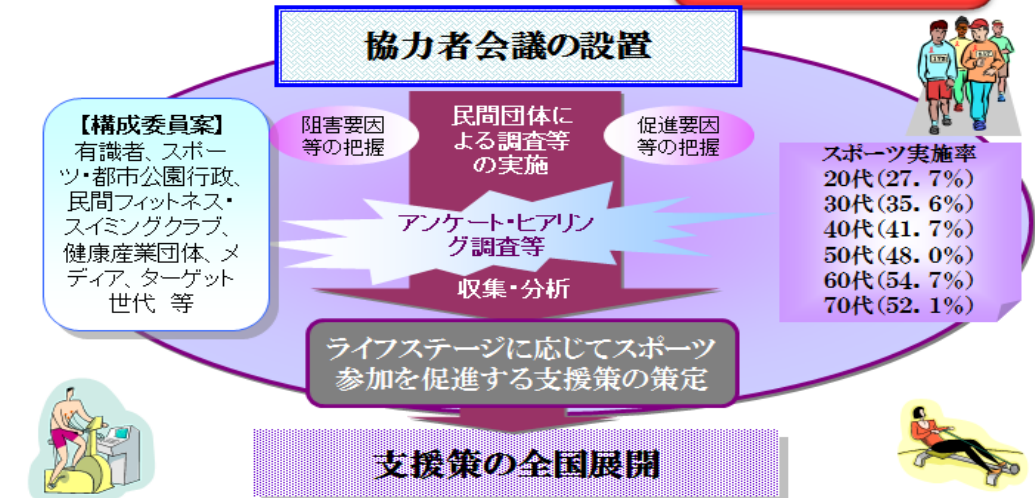 協力者会議の設置
【構成委員案】
有識者、スポー
ツ・都市公園行政、
民間フィットネス・
スイミングクラブ、
健康産業団体、メ
ディア、ターゲット
世代 等
阻害要因
等の把握
民間団体に
よる調査等
の実施
促進要因
等の把握
アンケート・ヒアリン
グ調査等
収集・分析
スポーツ実施率
20代(27.7%)
30代(35.6%)
40代(41.7%)
50代(48.0%)
60代(54.7%)
70代(52.1%)
ライフステージに応じてスポーツ
参加を促進する支援策の策定
支援策の全国展開